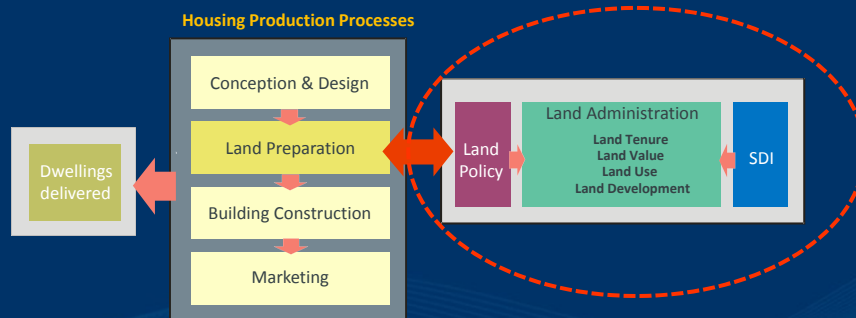 Housing Production Processes
Conception & Design
Land Preparation
Building Construction
Marketing
Dwellings
delivered
Land
Policy
Land Administration
Land Tenure
Land Value
Land Use
Land Development
SDI